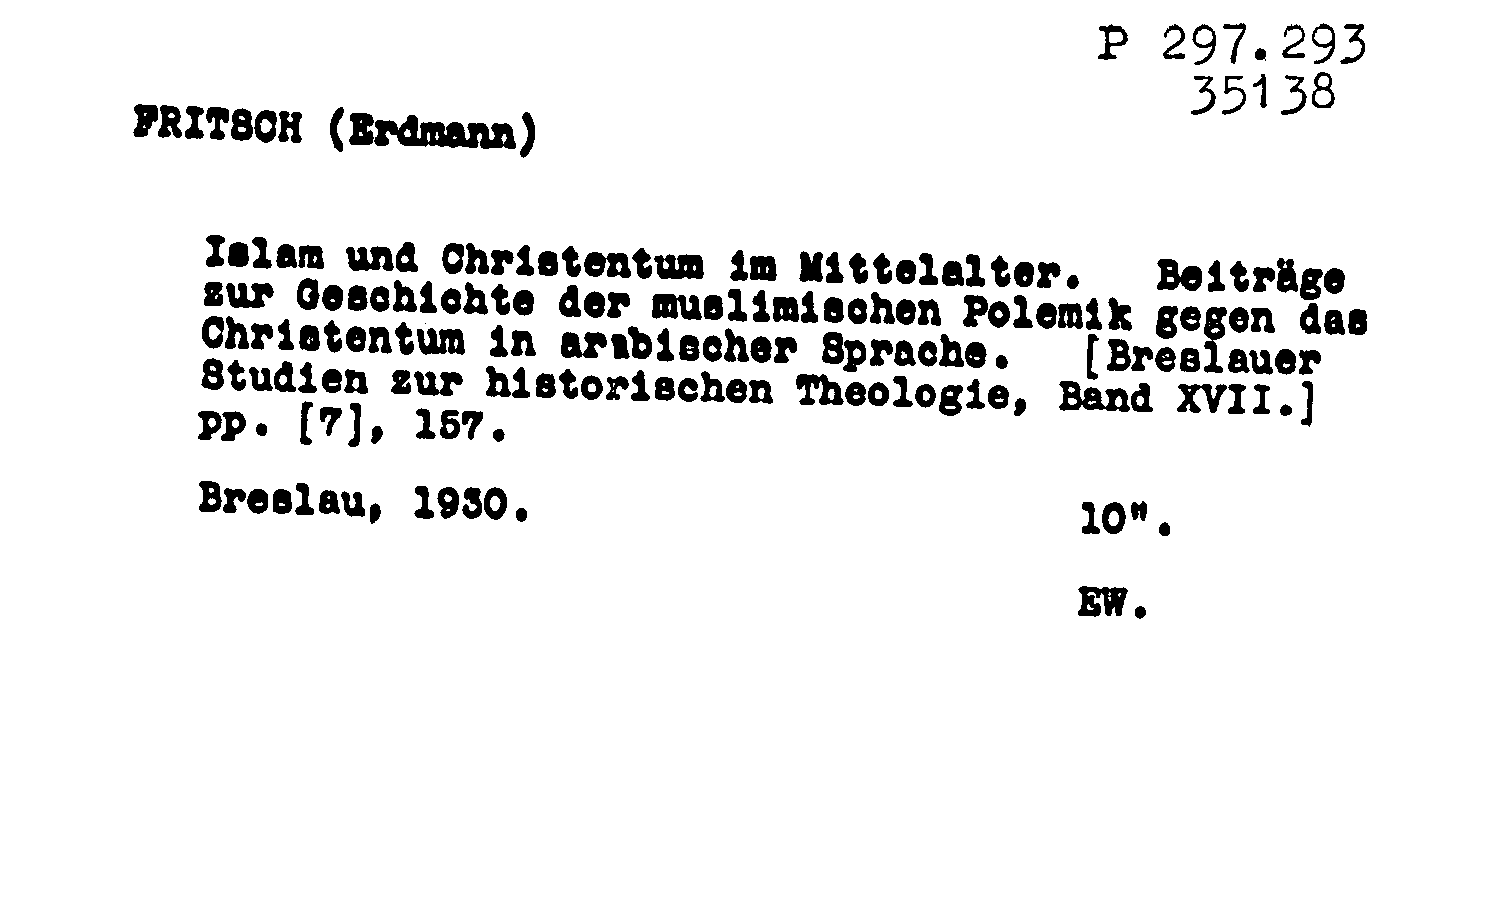 P 297.293
35138
FRITSCH (Erdmann)
Islam und Christentum im Mittelalter. Beiträge
zur Geschichte der muslimischen Polemik gegen das
Christentum in arabischer Sprache. [Breslauer
Studien zur historischen Theologie, Band XVII.]
pp. [7], 157.
Breslau, 1930.
10".
EW.